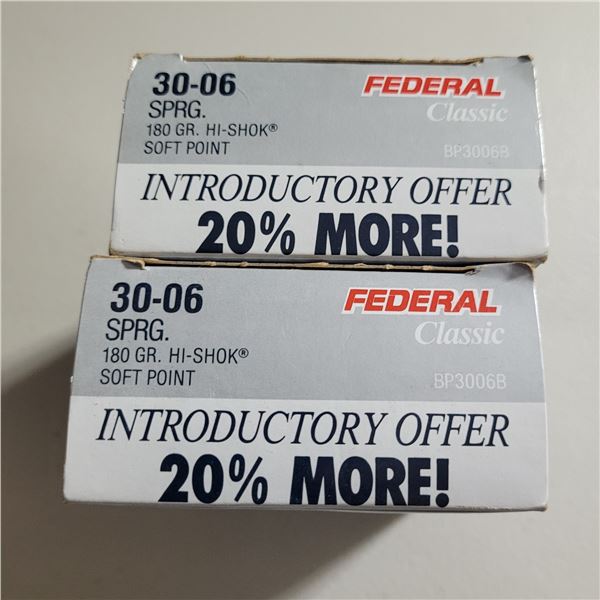 30-06 FEDERAL
SPRG. Classic
180 GR. HI-SHOK®
SOFT POINT BP3006B
INTRODUCTORY OFFER
20% MORE!
30-06 FEDERAL
SPRG. Classic
180 GR. HI-SHOK®
SOFT POINT BP3006B
INTRODUCTORY OFFER
20% MORE!